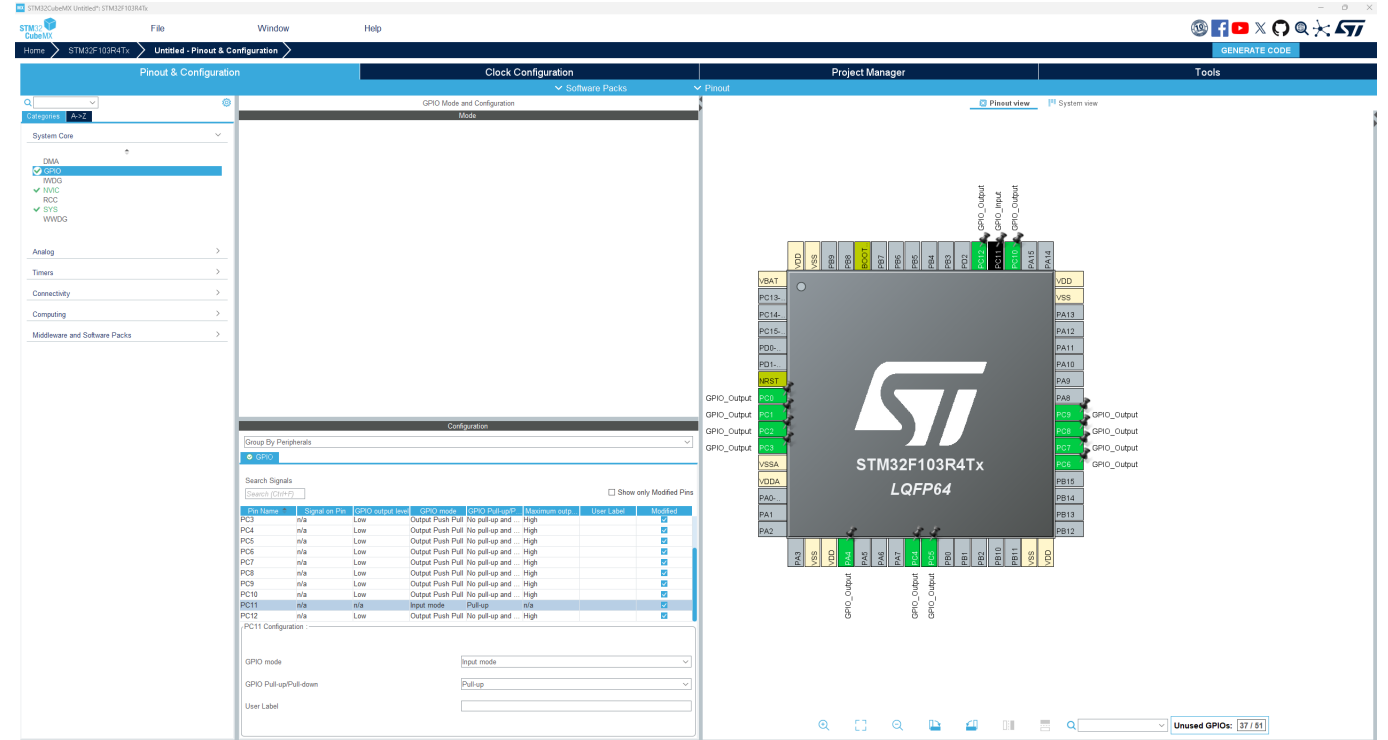 STM32CubeMX Untitled*: STM32F103R4Tx
STM32 CubeMX
File Window Help
Home STM32F103R4Tx Untitled - Pinout & Configuration GENERATE CODE
Pinout & Configuration Clock Configuration Project Manager Tools
Software Packs Pinout
GPIO Mode and Configuration
Mode
Pinout view System view
Categories A->Z
System Core
DMA
GPIO
IWDG
NVIC
RCC
SYS
WWDG
Analog
Timers
Connectivity
Computing
Middleware and Software Packs
Configuration
Group By Peripherals
GPIO
Search Signals
Search (Ctrl+F) Show only Modified Pins
Pin Name Signal on Pin GPIO output level GPIO mode GPIO Pull-up/P... Maximum outp... User Label Modified
PC3 n/a Low Output Push Pull No pull-up and ... High
PC4 n/a Low Output Push Pull No pull-up and ... High
PC5 n/a Low Output Push Pull No pull-up and ... High
PC6 n/a Low Output Push Pull No pull-up and ... High
PC7 n/a Low Output Push Pull No pull-up and ... High
PC8 n/a Low Output Push Pull No pull-up and ... High
PC9 n/a Low Output Push Pull No pull-up and ... High
PC10 n/a Low Output Push Pull No pull-up and ... High
PC11 n/a n/a Input mode Pull-up n/a
PC12 n/a Low Output Push Pull No pull-up and ... High
PC11 Configuration :
GPIO mode Input mode
GPIO Pull-up/Pull-down Pull-up
User Label
GPIO_Output GPIO_Input GPIO_Output
VDD VSS PB9 PB8 BOOT PB7 PB6 PB5 PB4 PB3 PD2 PC12 PC11 PC10 PA15 PA14
VBAT VDD
PC13-. VSS
PC14-. PA13
PC15-. PA12
PD0-.. PA11
PD1-.. PA10
NRST PA9
GPIO_Output PC0 PA8
GPIO_Output PC1 PC9 GPIO_Output
GPIO_Output PC2 PC8 GPIO_Output
GPIO_Output PC3 PC7 GPIO_Output
VSSA PC6 GPIO_Output
VDDA PB15
PA0-.. PB14
PA1 PB13
PA2 PB12
STM32F103R4Tx
LQFP64
PA3 VSS VDD PA4 PA5 PA6 PA7 PC4 PC5 PB0 PB1 PB2 PB10 PB11 VSS VDD
GPIO_Output GPIO_Output GPIO_Output
Unused GPIOs: 37 / 51